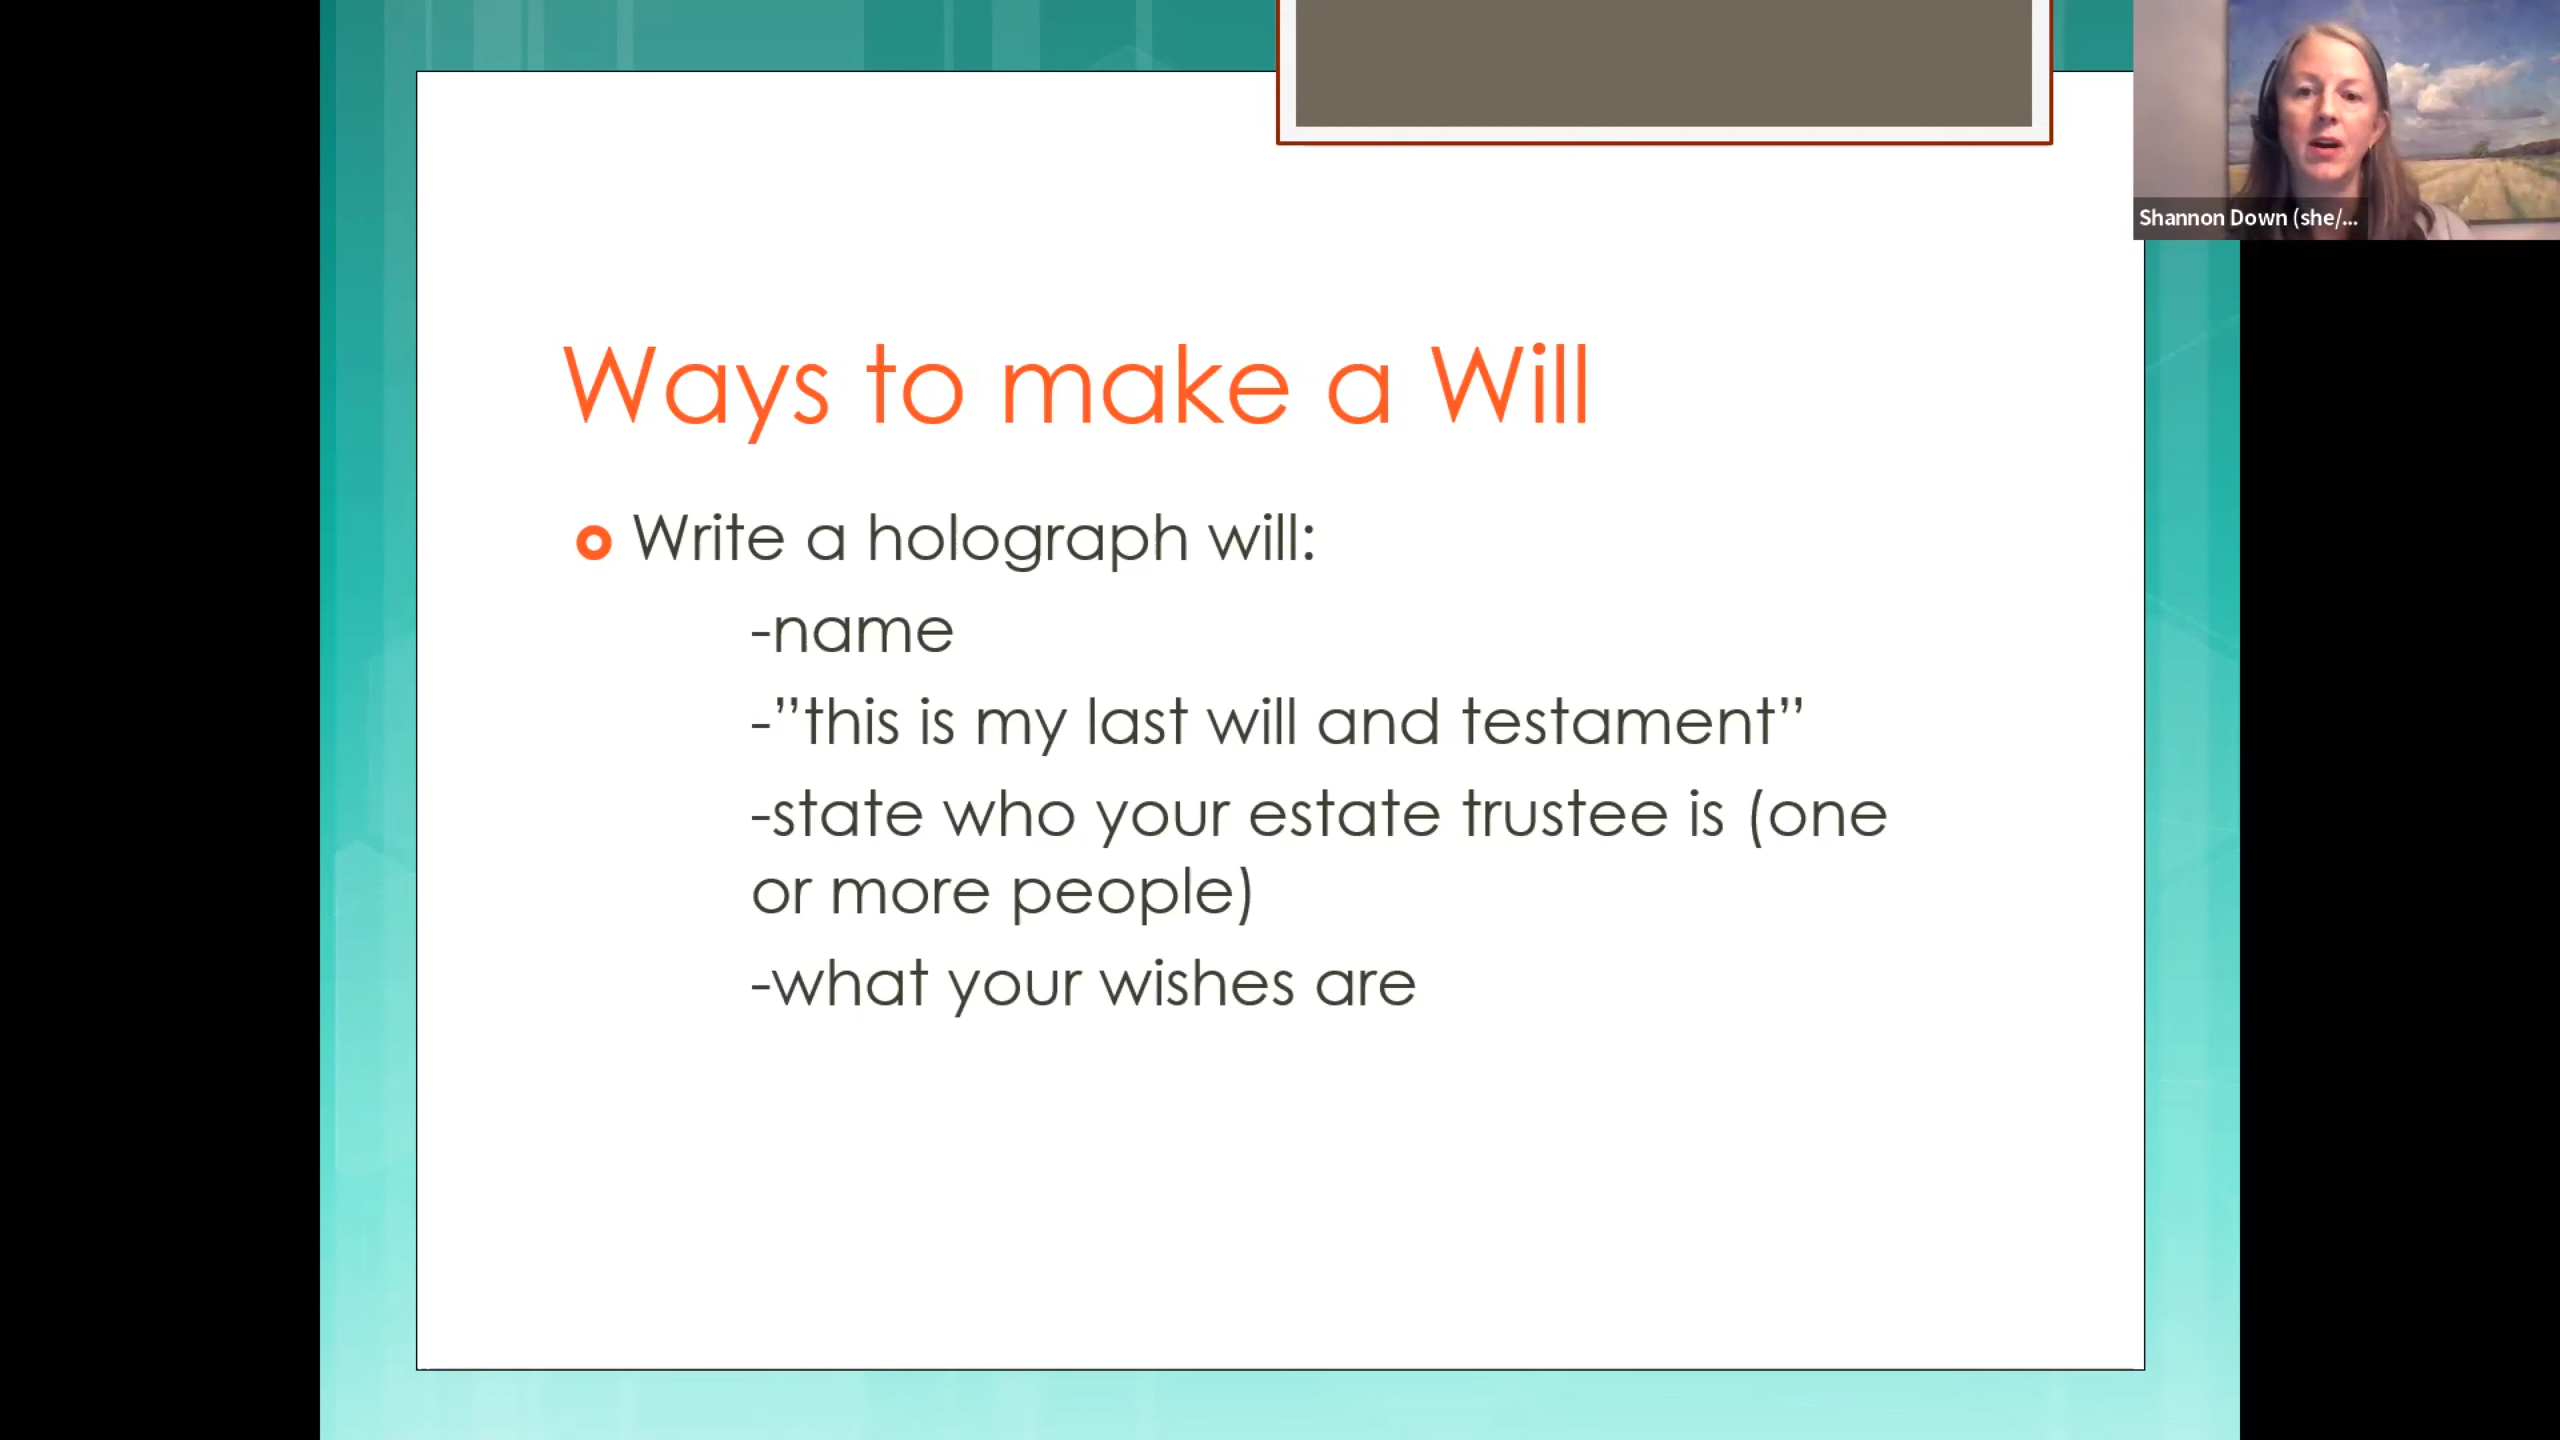 Shannon Down (she/...
Ways to make a Will
Write a holograph will:
-name
-”this is my last will and testament”
-state who your estate trustee is (one
or more people)
-what your wishes are